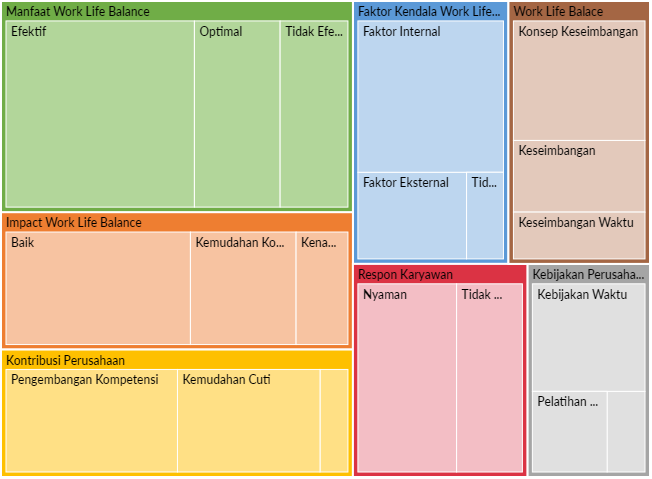 Manfaat Work Life Balance
Efektif
Optimal
Tidak Efe...
Faktor Kendala Work Life...
Faktor Internal
Faktor Eksternal
Tid...
Work Life Balace
Konsep Keseimbangan
Keseimbangan
Keseimbangan Waktu
Impact Work Life Balance
Baik
Kemudahan Ko...
Kena...
Respon Karyawan
Nyaman
Tidak ...
Kebijakan Perusaha...
Kebijakan Waktu
Pelatihan ...
Kontribusi Perusahaan
Pengembangan Kompetensi
Kemudahan Cuti